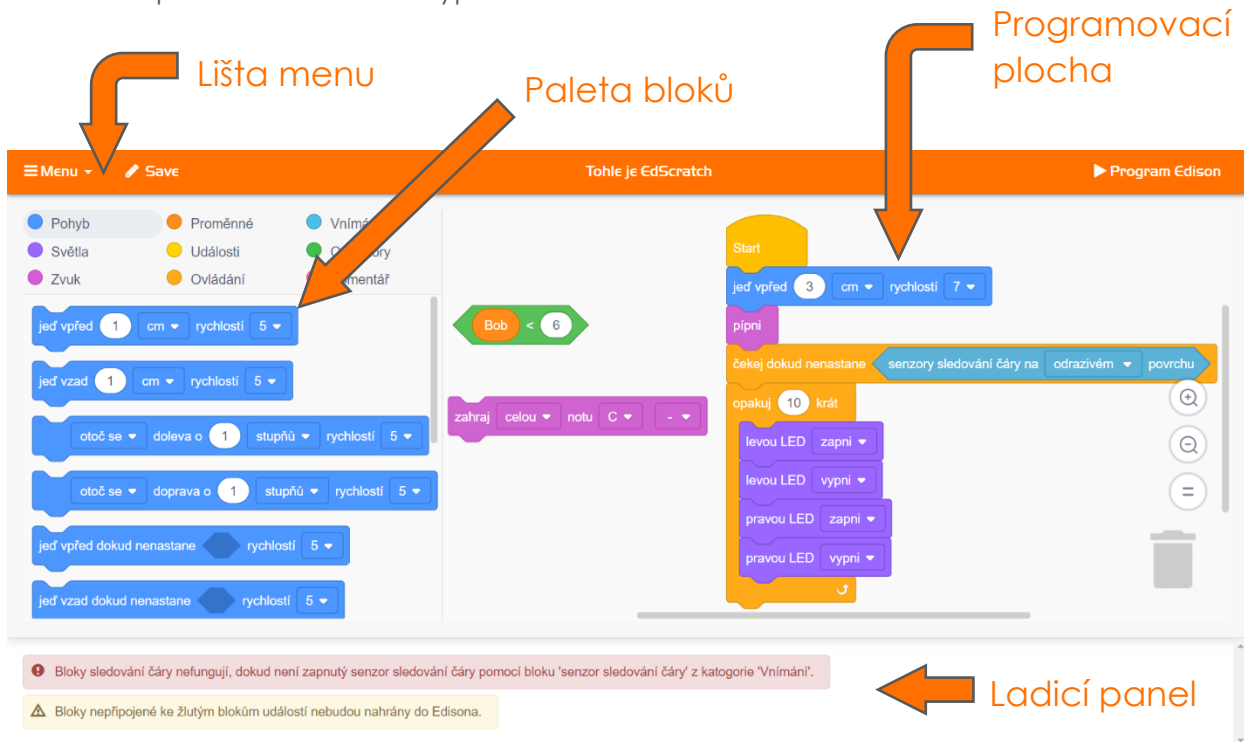 Programovací
plocha
Lišta menu
Paleta bloků
Menu
Save
Tohle je EdScratch
Program Edison
Pohyb
Proměnné
Světla
Události
Zvuk
Ovládání
jeď vpřed 1 cm rychlostí 5
jeď vzad 1 cm rychlostí 5
otoč se doleva o 1 stupňů rychlostí 5
otoč se doprava o 1 stupňů rychlostí 5
jeď vpřed dokud nenastane rychlostí 5
jeď vzad dokud nenastane rychlostí 5
Bob < 6
zahraj celou notu C -
Start
jeď vpřed 3 cm rychlostí 7
pípni
čekej dokud nenastane senzory sledování čáry na odrazivém povrchu
opakuj 10 krát
levou LED zapni
levou LED vypni
pravou LED zapni
pravou LED vypni
=
Bloky sledování čáry nefungují, dokud není zapnutý senzor sledování čáry pomocí bloku 'senzor sledování čáry' z katogorie 'Vnímání'.
Bloky nepřipojené ke žlutým blokům událostí nebudou nahrány do Edisona.
Ladicí panel